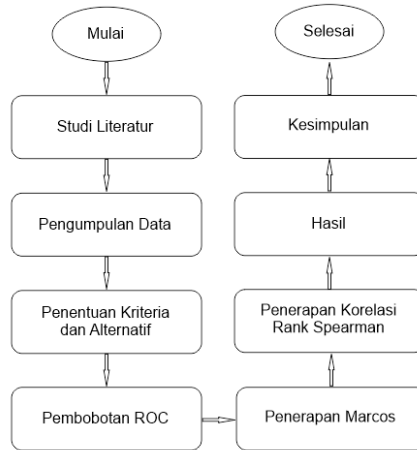 Mulai
Studi Literatur
Pengumpulan Data
Penentuan Kriteria
dan Alternatif
Pembobotan ROC
Penerapan Marcos
Penerapan Korelasi
Rank Spearman
Hasil
Kesimpulan
Selesai